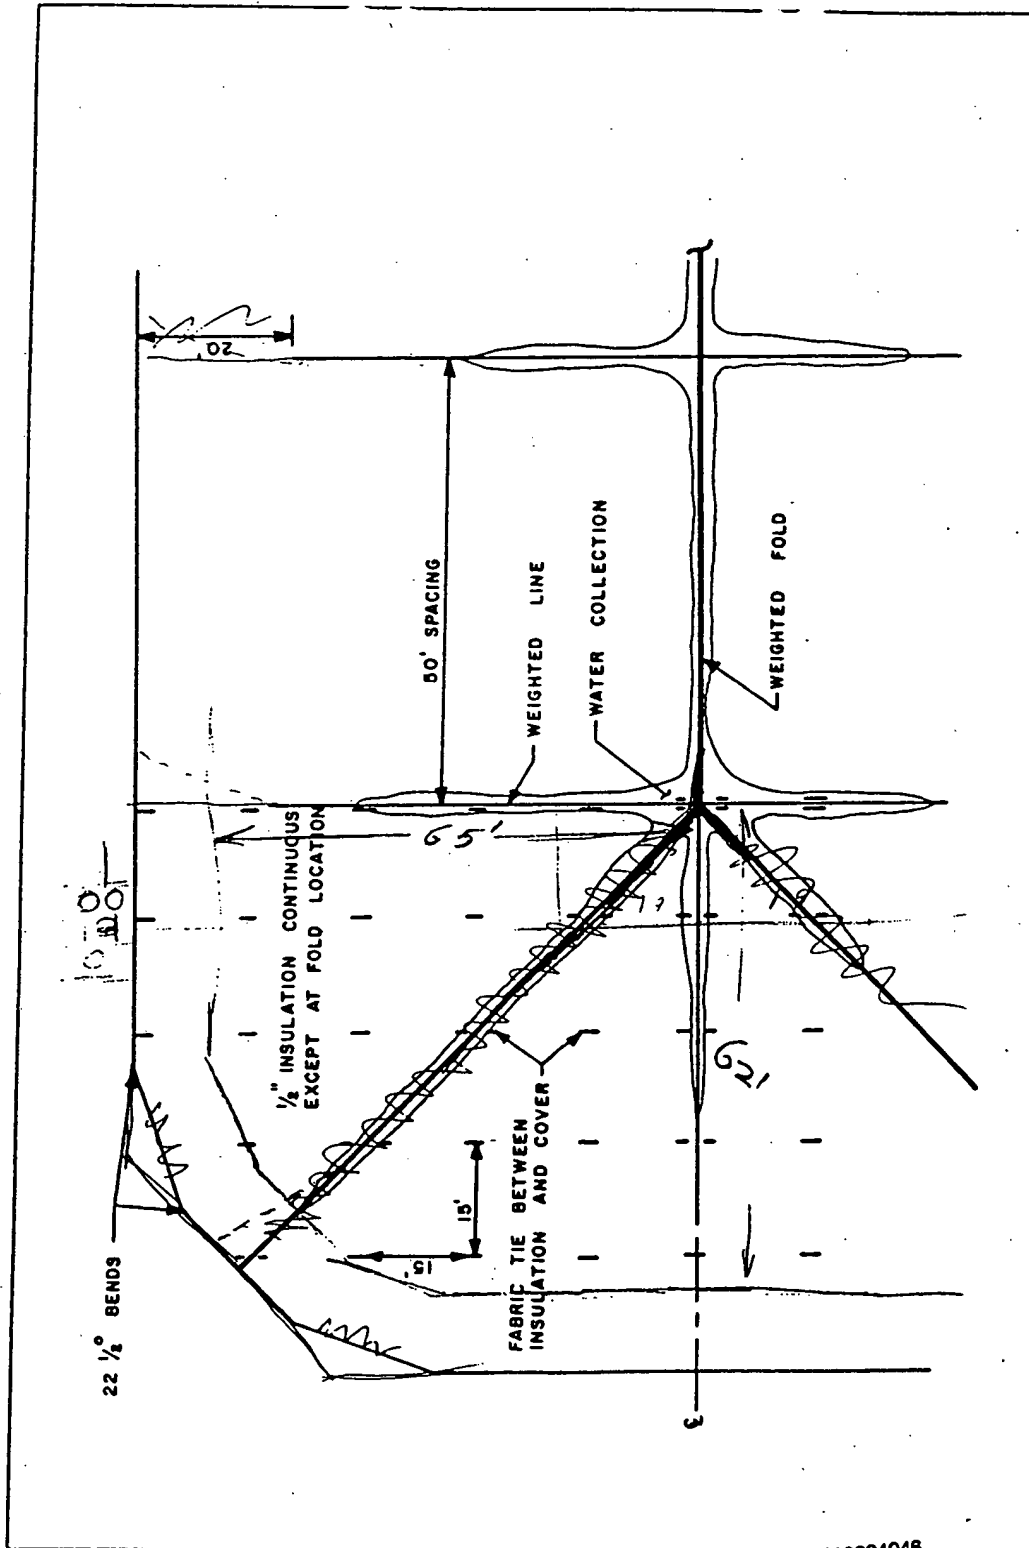 22 ½° BENDS
½" INSULATION CONTINUOUS
EXCEPT AT FOLD LOCATION
20'
50' SPACING
WEIGHTED LINE
WATER COLLECTION
WEIGHTED FOLD
65'
15'
15'
FABRIC TIE BETWEEN
INSULATION AND COVER